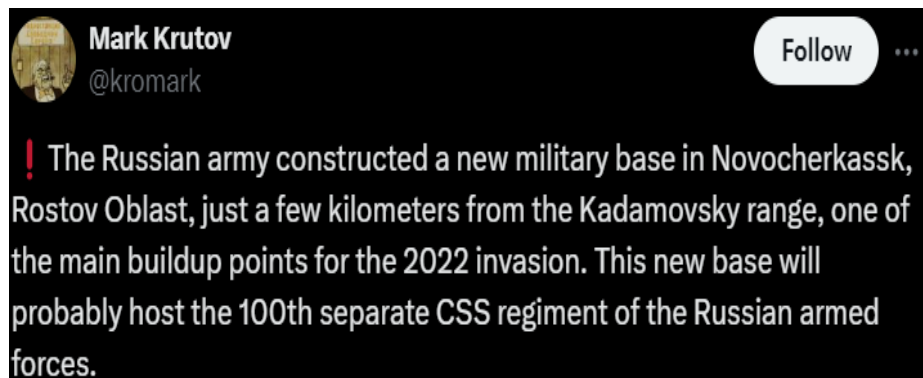 Mark Krutov
@kromark
Follow
❗ The Russian army constructed a new military base in Novocherkassk,
Rostov Oblast, just a few kilometers from the Kadamovsky range, one of
the main buildup points for the 2022 invasion. This new base will
probably host the 100th separate CSS regiment of the Russian armed
forces.